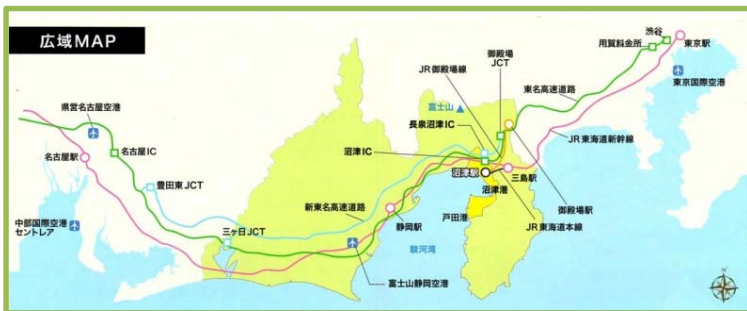 広域MAP
渋谷
用賀料金所
東京駅
御殿場
JCT
JR御殿場線
東京国際空港
東名高速道路
県営名古屋空港
富士山
長泉沼津IC
JR東海道新幹線
名古屋IC
沼津IC
名古屋駅
沼津駅
三島駅
沼津港
豊田東JCT
新東名高速道路
戸田港
御殿場駅
静岡駅
中部国際空港
セントレア
三ヶ日JCT
駿河湾
JR東海道本線
富士山静岡空港